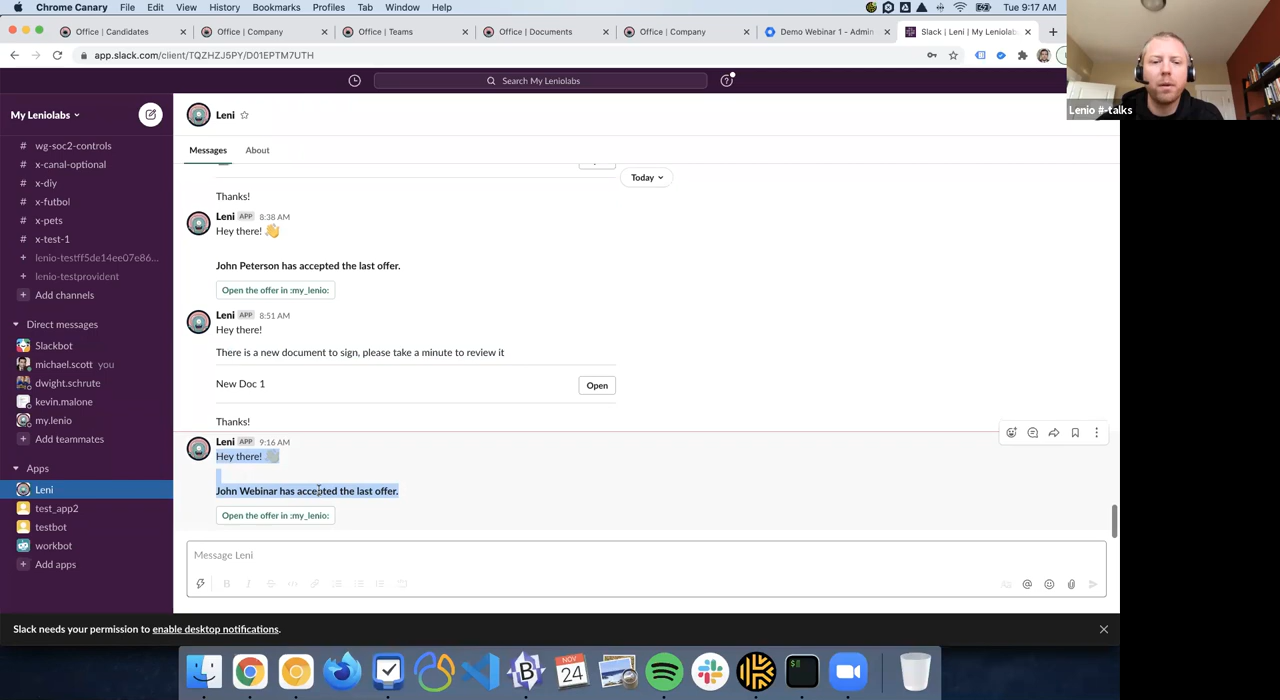 Chrome Canary File Edit View History Bookmarks Profiles Tab Window Help Tue 9:17 AM
Office | Candidates Office | Company Office | Teams Office | Documents Office | Company Demo Webinar 1 - Admin Slack | Leni | My Leniolabs
app.slack.com/client/TQZHZJ5PY/D01EPTM7UTH
Search My Leniolabs
Lenio #-talks
My Leniolabs
Leni
Messages About
# wg-soc2-controls
# x-canal-optional
# x-diy
# x-futbol
# x-pets
# x-test-1
+ lenio-testff5de14ee07e86...
+ lenio-testprovident
+ Add channels
Direct messages
Slackbot
michael.scott you
dwight.schrute
kevin.malone
my.lenio
+ Add teammates
Apps
Leni
test_app2
testbot
workbot
+ Add apps
Today
Thanks!
Leni APP 8:38 AM
Hey there! 👋
John Peterson has accepted the last offer.
Open the offer in :my_lenio:
Leni APP 8:51 AM
Hey there!
There is a new document to sign, please take a minute to review it
New Doc 1 Open
Thanks!
Leni APP 9:16 AM
Hey there! 👋
John Webinar has accepted the last offer.
Open the offer in :my_lenio:
Message Leni
Slack needs your permission to enable desktop notifications.
NOV
24